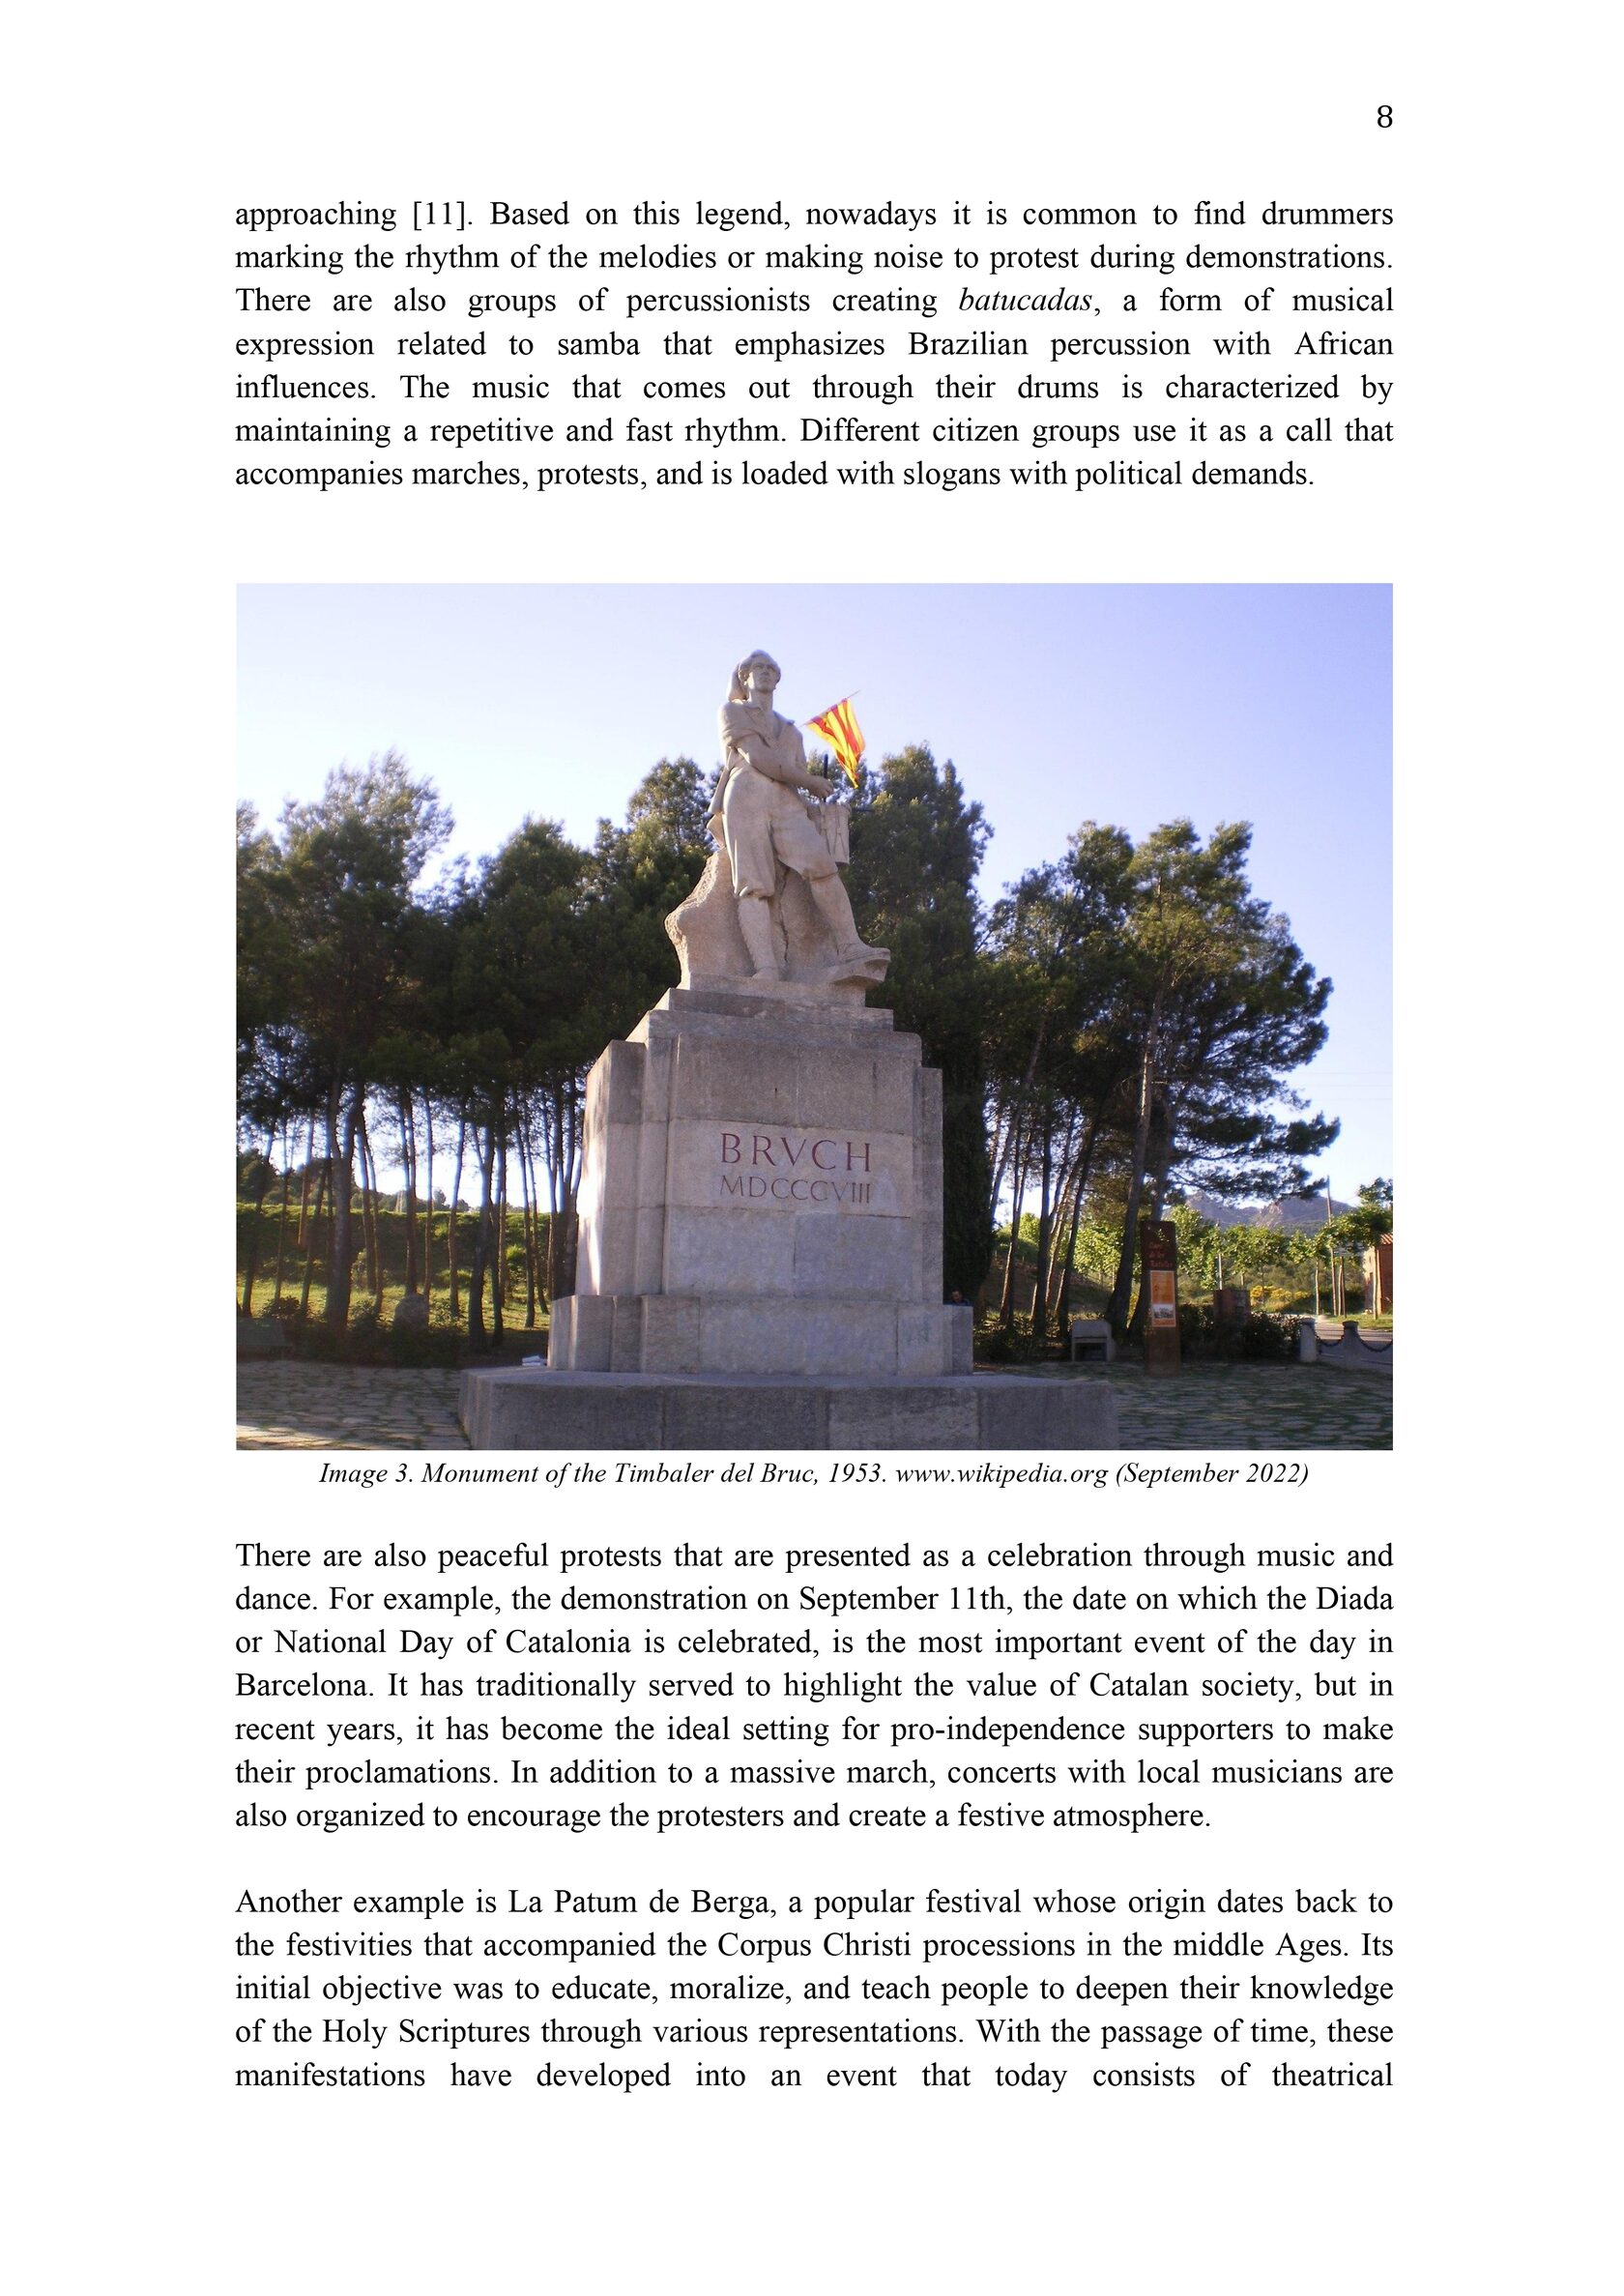 8
approaching [11]. Based on this legend, nowadays it is common to find drummers
marking the rhythm of the melodies or making noise to protest during demonstrations.
There are also groups of percussionists creating batucadas, a form of musical
expression related to samba that emphasizes Brazilian percussion with African
influences. The music that comes out through their drums is characterized by
maintaining a repetitive and fast rhythm. Different citizen groups use it as a call that
accompanies marches, protests, and is loaded with slogans with political demands.
BRVCH
MDCCCVIII
Image 3. Monument of the Timbaler del Bruc, 1953. www.wikipedia.org (September 2022)
There are also peaceful protests that are presented as a celebration through music and
dance. For example, the demonstration on September 11th, the date on which the Diada
or National Day of Catalonia is celebrated, is the most important event of the day in
Barcelona. It has traditionally served to highlight the value of Catalan society, but in
recent years, it has become the ideal setting for pro-independence supporters to make
their proclamations. In addition to a massive march, concerts with local musicians are
also organized to encourage the protesters and create a festive atmosphere.
Another example is La Patum de Berga, a popular festival whose origin dates back to
the festivities that accompanied the Corpus Christi processions in the middle Ages. Its
initial objective was to educate, moralize, and teach people to deepen their knowledge
of the Holy Scriptures through various representations. With the passage of time, these
manifestations have developed into an event that today consists of theatrical